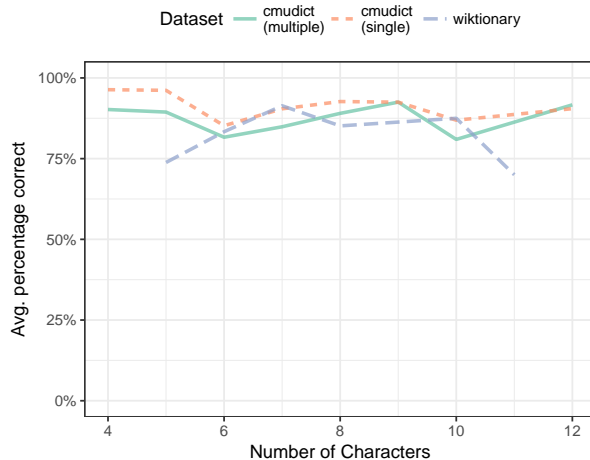 Dataset cmudict (multiple) cmudict (single) wiktionary
100%
75%
50%
25%
0%
Avg. percentage correct
4 6 8 10 12
Number of Characters